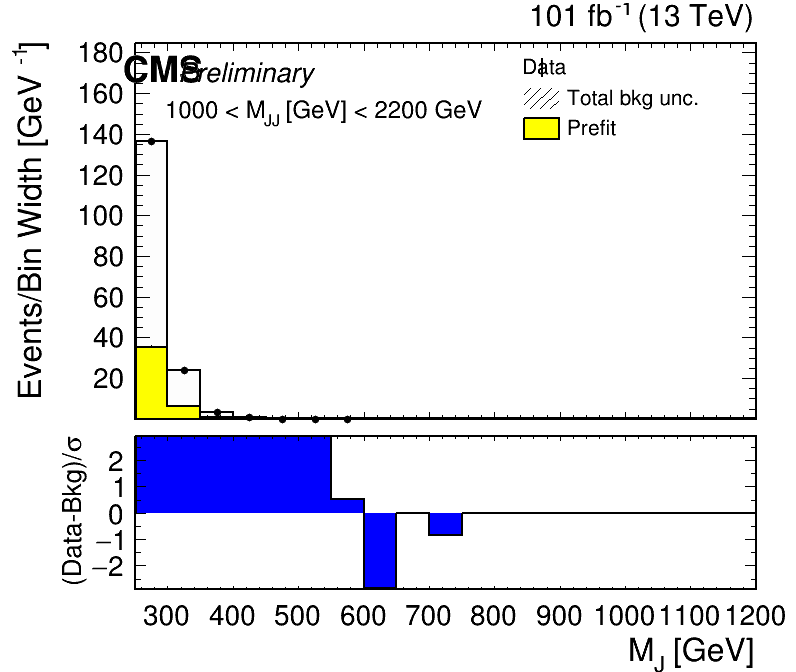 101 fb-1 (13 TeV)
Events/Bin Width [GeV-1]
180
160
140
120
100
80
60
40
20
CMS Preliminary
1000 < MJJ [GeV] < 2200 GeV
Data
Total bkg unc.
Prefit
(Data-Bkg)/σ
2
1
0
−1
−2
300 400 500 600 700 800 900 1000 1100 1200
MJ [GeV]